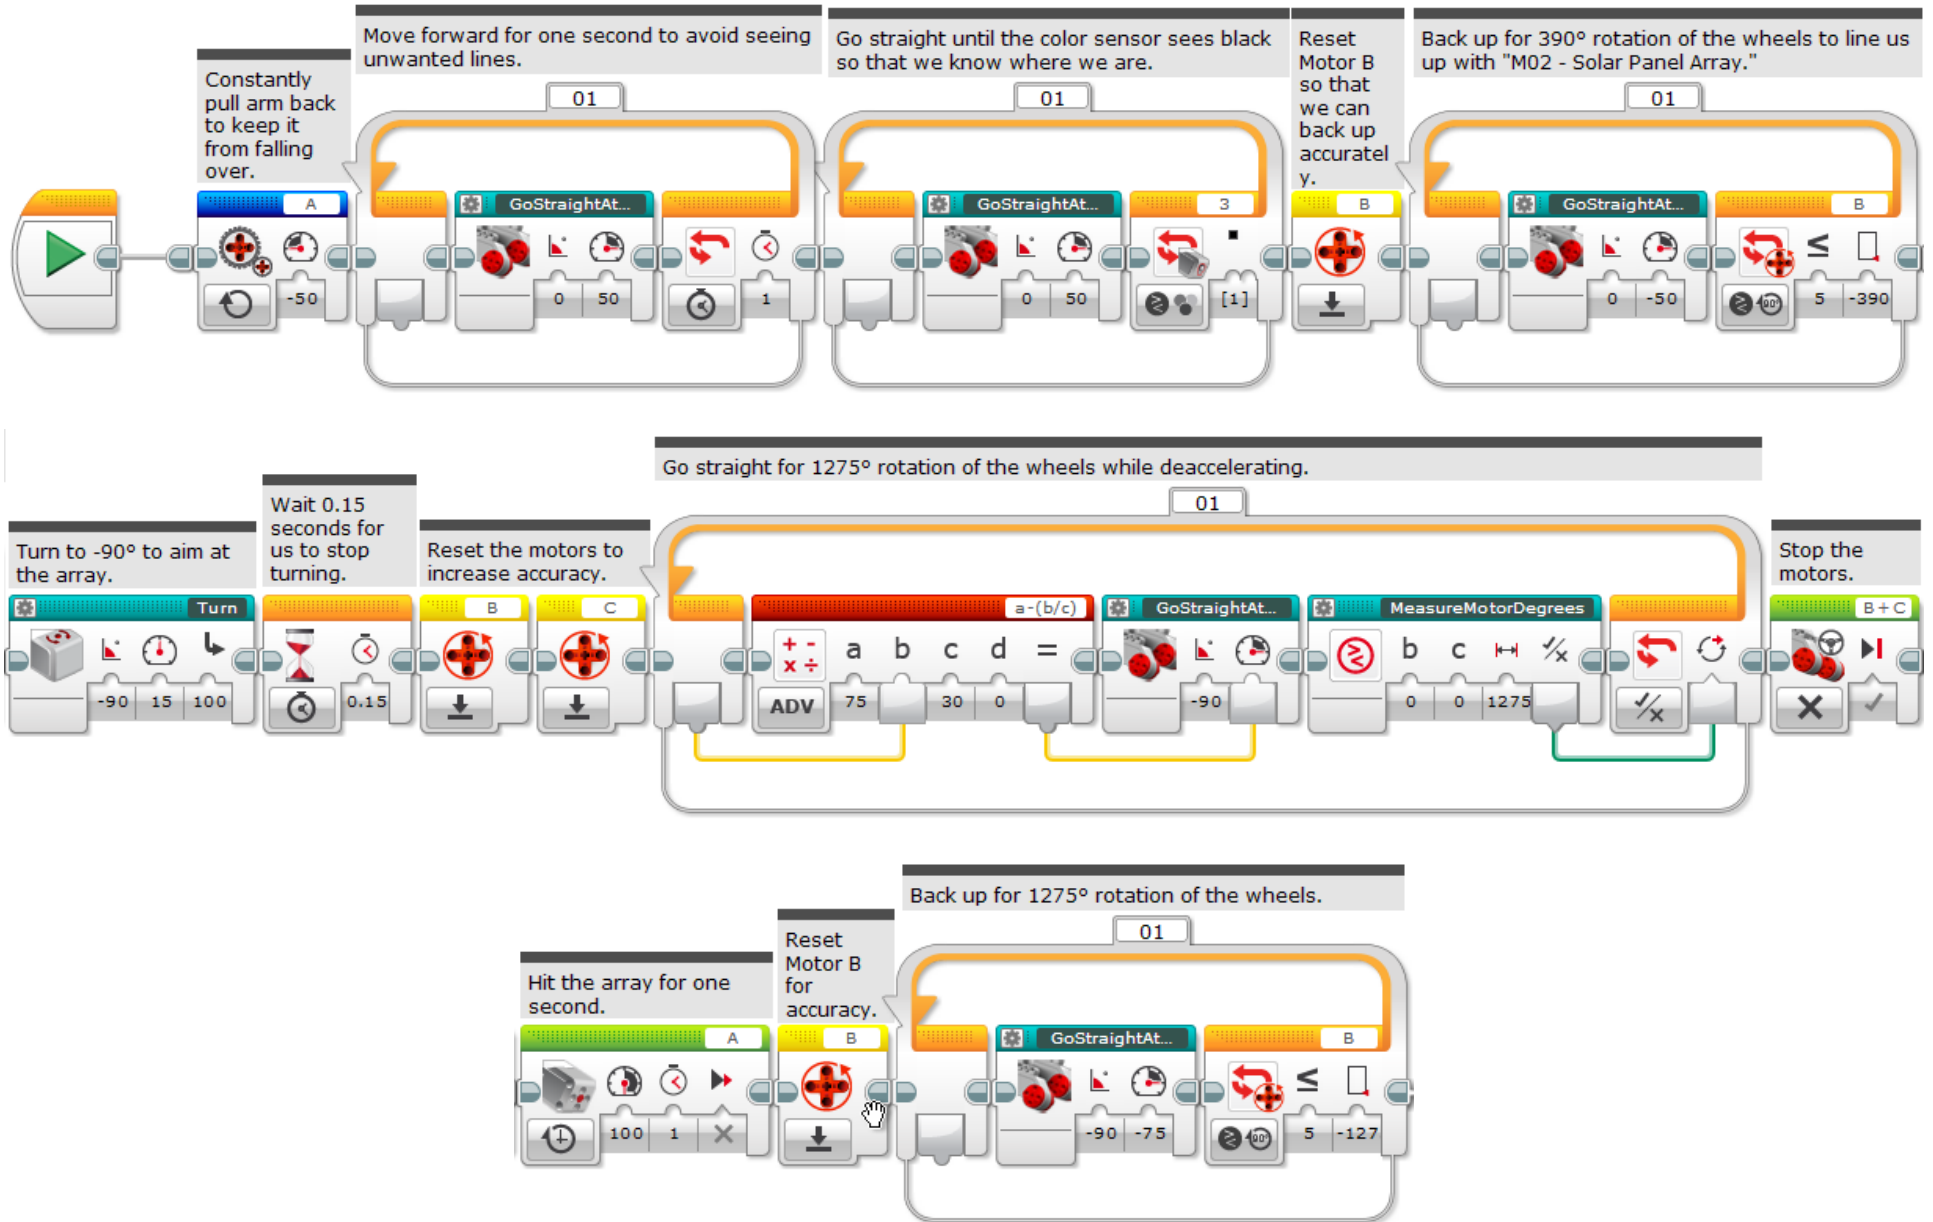 Constantly
pull arm back
to keep it
from falling
over.
Move forward for one second to avoid seeing
unwanted lines.
Go straight until the color sensor sees black
so that we know where we are.
Reset
Motor B
so that
we can
back up
accuratel
y.
Back up for 390° rotation of the wheels to line us
up with "M02 - Solar Panel Array."
01
01
01
A
GoStraightAt...
GoStraightAt...
3
B
GoStraightAt...
B
≤
-50
0 50
1
0 50
[1]
0 -50
5 -390
Go straight for 1275° rotation of the wheels while deaccelerating.
01
Turn to -90° to aim at
the array.
Wait 0.15
seconds for
us to stop
turning.
Reset the motors to
increase accuracy.
Stop the
motors.
Turn
B
C
a-(b/c)
GoStraightAt...
MeasureMotorDegrees
B+C
+ - x ÷
a b c d =
b c
-90 15 100
0.15
ADV
75 30 0
-90
0 0 1275
Back up for 1275° rotation of the wheels.
01
Hit the array for one
second.
Reset
Motor B
for
accuracy.
A
B
GoStraightAt...
B
≤
100 1
-90 -75
5 -127